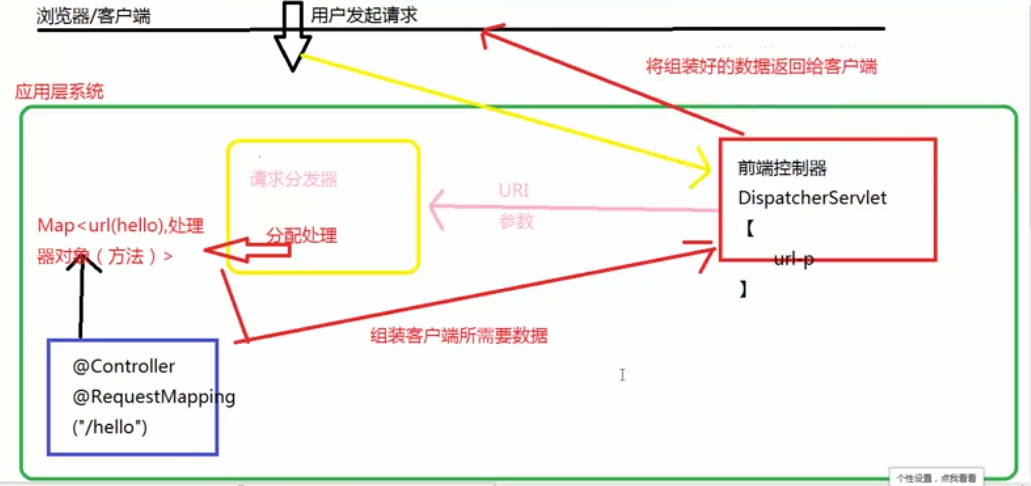 浏览器/客户端
用户发起请求
将组装好的数据返回给客户端
应用层系统
请求分发器
分配处理
URI
参数
前端控制器
DispatcherServlet
【
url-p
】
Map<url(hello),处理
器对象（方法）>
组装客户端所需要数据
@Controller
@RequestMapping
("/hello")
个性设置，点我看看